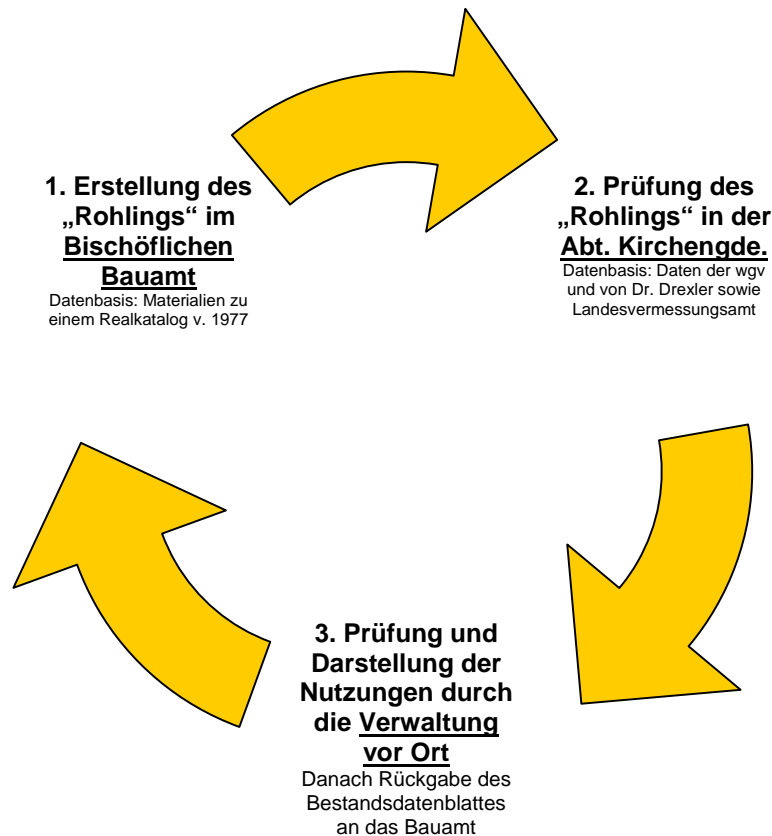 1. Erstellung des
„Rohlings“ im
Bischöflichen
Bauamt
Datenbasis: Materialien zu
einem Realkatalog v. 1977
2. Prüfung des
„Rohlings“ in der
Abt. Kirchengde.
Datenbasis: Daten der wgv
und von Dr. Drexler sowie
Landesvermessungsamt
3. Prüfung und
Darstellung der
Nutzungen durch
die Verwaltung
vor Ort
Danach Rückgabe des
Bestandsdatenblattes
an das Bauamt